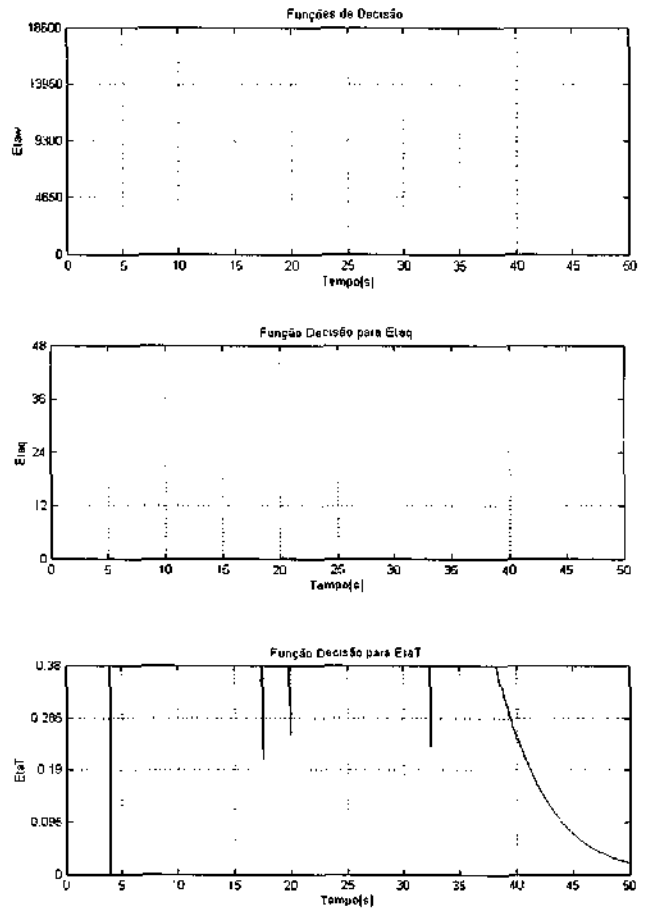 Funções de Decisão
18600
13950
9300
4650
0
Etaw
0 5 10 15 20 25 30 35 40 45 50
Tempo[s]
Função Decisão para Etaq
48
36
24
12
0
Etaq
0 5 10 15 20 25 30 35 40 45 50
Tempo[s]
Função Decisão para EtaT
0.38
0.285
0.19
0.095
0
EtaT
0 5 10 15 20 25 30 35 40 45 50
Tempo[s]